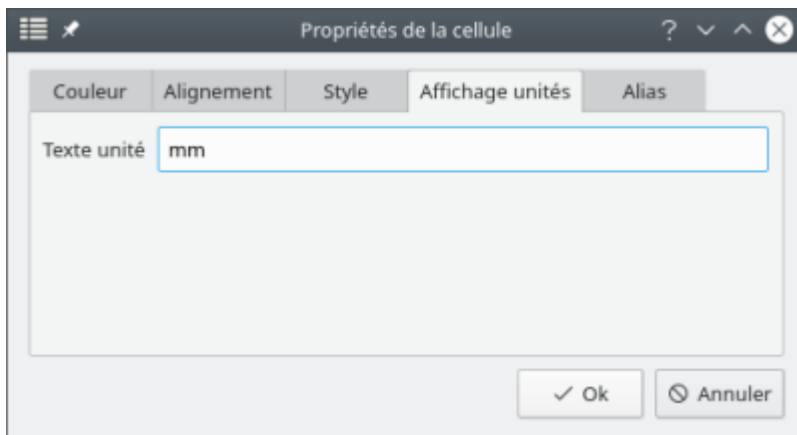 Propriétés de la cellule ?
Couleur Alignement Style Affichage unités Alias
Texte unité mm
Ok Annuler